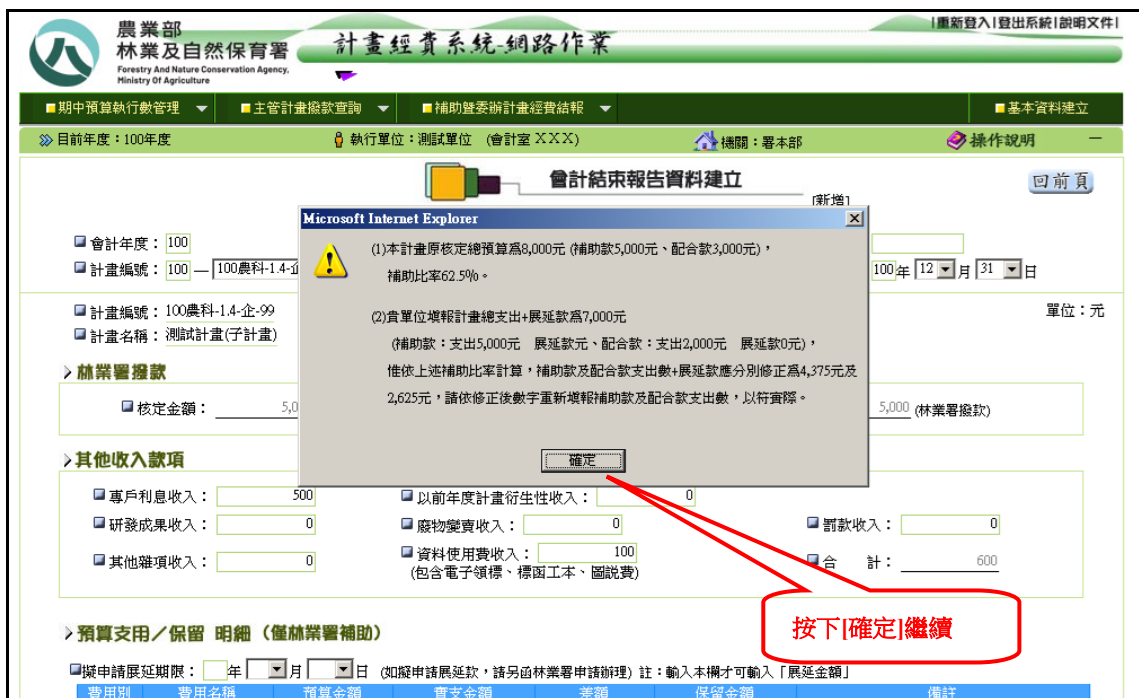 農業部
林業及自然保育署
Forestry And Nature Conservation Agency,
Ministry Of Agriculture
計畫經費系統-網路作業
|重新登入|登出系統|說明文件|
期中預算執行數管理
主管計畫撥款查詢
補助暨委辦計畫經費結報
基本資料建立
目前年度：100年度
執行單位：測試單位 (會計室XXX)
機關：署本部
操作說明
會計結束報告資料建立
回前頁
[新增]
Microsoft Internet Explorer
(1)本計畫原核定總預算為8,000元 (補助款5,000元、配合款3,000元)，
補助比率62.5%。
(2)貴單位填報計畫總支出+展延款為7,000元
(補助款：支出5,000元 展延款元、配合款：支出2,000元 展延款0元)，
惟依上述補助比率計算，補助款及配合款支出數+展延款應分別修正為4,375元及
2,625元，請依修正後數字重新填報補助款及配合款支出數，以符實際。
確定
會計年度：100
計畫編號：100 — 100農科-1.4-企
100年 12 月 31 日
計畫編號：100農科-1.4-企-99
單位：元
計畫名稱：測試計畫(子計畫)
林業署撥款
核定金額： 5,0
5,000 (林業署撥款)
其他收入款項
專戶利息收入： 500
以前年度計畫衍生性收入： 0
研發成果收入： 0
廢物變賣收入： 0
罰款收入： 0
其他雜項收入： 0
資料使用費收入： 100
(包含電子領標、標函工本、圖說費)
合 計： 600
按下[確定]繼續
預算支用／保留 明細 （僅林業署補助）
擬申請展延期限： 年 月 日 (如擬申請展延款，請另函林業署申請辦理) 註：輸入本欄才可輸入「展延金額」
費用別 費用名稱 預算金額 實支金額 差額 保留金額 備註